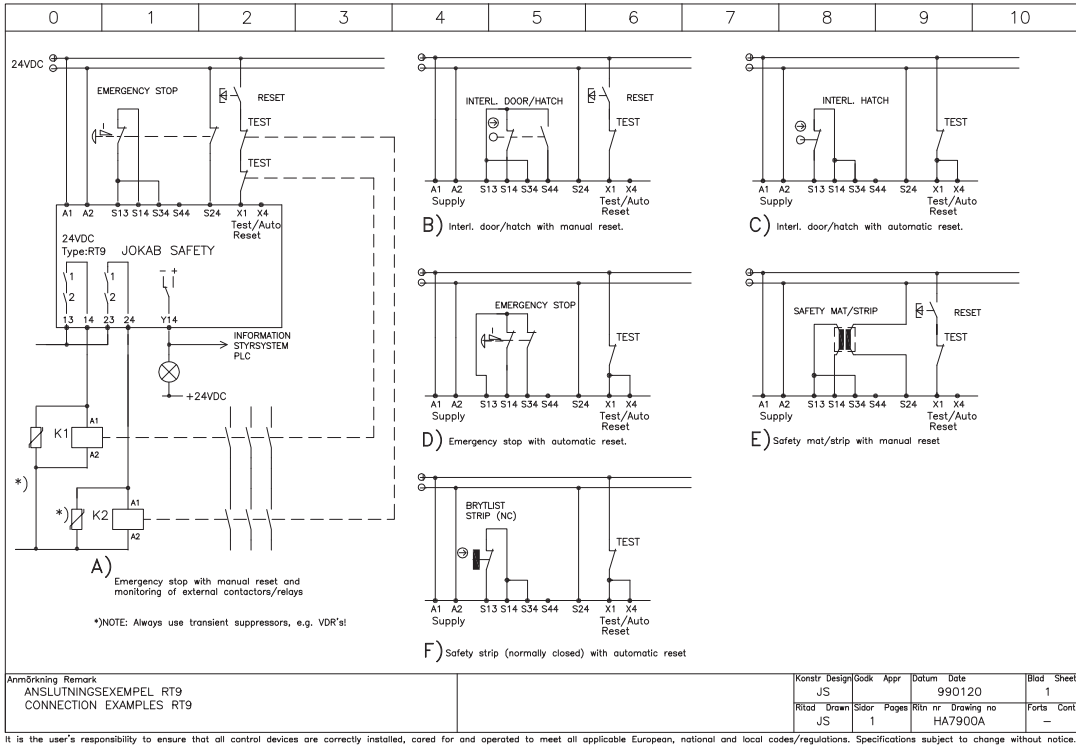 0 1 2 3 4 5 6 7 8 9 10
24VDC
EMERGENCY STOP
RESET
TEST
TEST
A1 A2 S13 S14 S34 S44 S24 X1 X4
Test/Auto
Reset
24VDC
Type:RT9 JOKAB SAFETY
- +
1 1
2 2
13 14 23 24 Y14
INFORMATION
STYRSYSTEM
PLC
+24VDC
K1
A1
A2
*)
*) K2
A1
A2
A)
Emergency stop with manual reset and
monitoring of external contactors/relays
*)NOTE: Always use transient suppressors, e.g. VDR's!
INTERL. DOOR/HATCH
RESET
TEST
A1 A2 S13 S14 S34 S44 S24 X1 X4
Supply Test/Auto
Reset
B) Interl. door/hatch with manual reset.
INTERL. HATCH
TEST
A1 A2 S13 S14 S34 S44 S24 X1 X4
Supply Test/Auto
Reset
C) Interl. door/hatch with automatic reset.
EMERGENCY STOP
TEST
A1 A2 S13 S14 S34 S44 S24 X1 X4
Supply Test/Auto
Reset
D) Emergency stop with automatic reset.
SAFETY MAT/STRIP
RESET
TEST
A1 A2 S13 S14 S34 S44 S24 X1 X4
Supply Test/Auto
Reset
E) Safety mat/strip with manual reset
BRYTLIST
STRIP (NC)
TEST
A1 A2 S13 S14 S34 S44 S24 X1 X4
Supply Test/Auto
Reset
F) Safety strip (normally closed) with automatic reset
Anmörkning Remark
ANSLUTNINGSEXEMPEL RT9
CONNECTION EXAMPLES RT9
Konstr Design Godk Appr Datum Date Blad Sheet
JS 990120 1
Ritad Drawn Sidor Pages Ritn nr Drawing no Forts Cont
JS 1 HA7900A –
It is the user's responsibility to ensure that all control devices are correctly installed, cared for and operated to meet all applicable European, national and local codes/regulations. Specifications subject to change without notice.